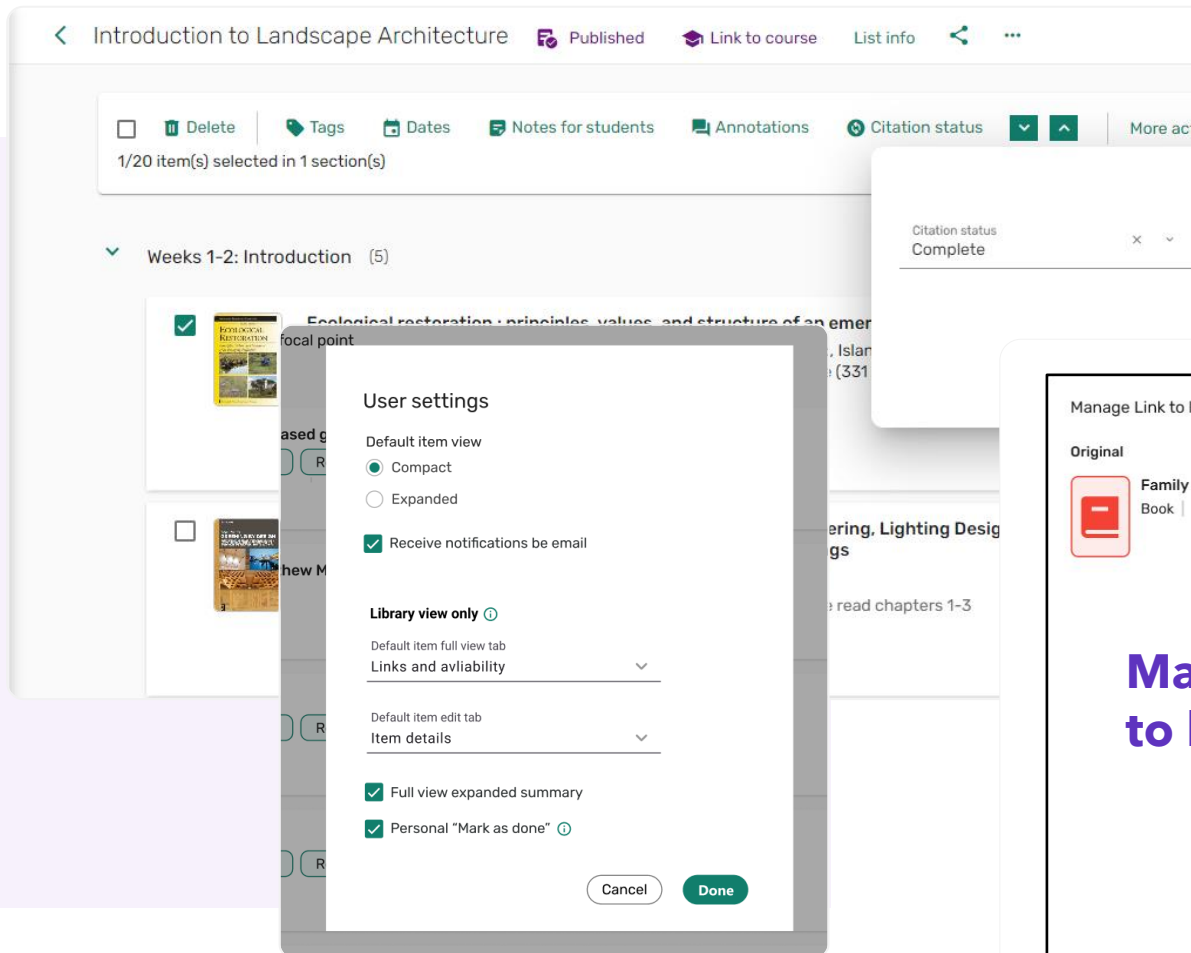 Introduction to Landscape Architecture Published Link to course List info
Delete Tags Dates Notes for students Annotations Citation status More ac
1/20 item(s) selected in 1 section(s)
Citation status
Complete
Weeks 1-2: Introduction (5)
ECOLOGICAL
RESTORATION
Ecological restoration : principles, values, and structure of an emer
, Islan
(331
focal point
ased g
R
hew M
R
R
ering, Lighting Desig
gs
read chapters 1-3
User settings
Default item view
Compact
Expanded
Receive notifications be email
Library view only
Default item full view tab
Links and avliability
Default item edit tab
Item details
Full view expanded summary
Personal “Mark as done”
Cancel Done
Manage Link to
Original
Family
Book
Ma
to